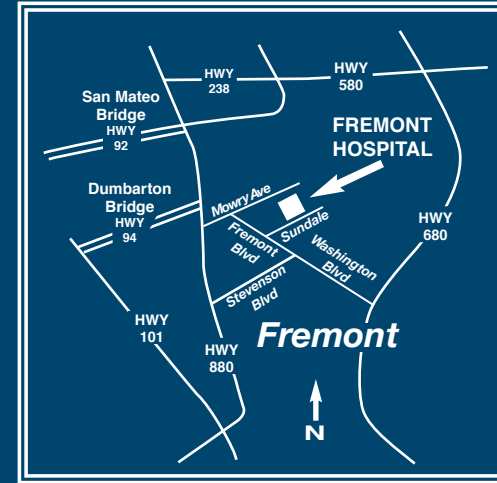 HWY
238
HWY
580
San Mateo
Bridge
HWY
92
FREMONT
HOSPITAL
Dumbarton
Bridge
HWY
94
Mowry Ave
Sundale
Fremont
Blvd
Washington
Blvd
HWY
680
Stevenson
Blvd
HWY
101
HWY
880
Fremont
N